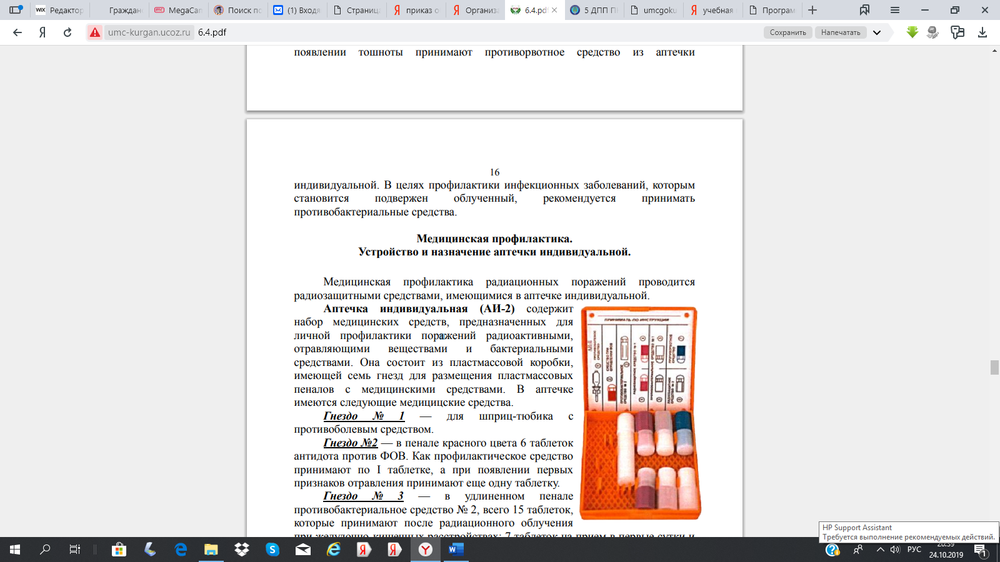 Редактор
Граждан
MegaCam
Поиск по
(1) Входя
Страница
приказ о
Организа
6.4.pdf
5 ДПП П
umcgoku
учебная
Програм
umc-kurgan.ucoz.ru 6.4.pdf
Сохранить
Напечатать
появлении тошноты принимают противорвотное средство из аптечки
16
индивидуальной. В целях профилактики инфекционных заболеваний, которым
становится подвержен облученный, рекомендуется принимать
противобактериальные средства.
Медицинская профилактика.
Устройство и назначение аптечки индивидуальной.
Медицинская профилактика радиационных поражений проводится
радиозащитными средствами, имеющимися в аптечке индивидуальной.
Аптечка индивидуальная (АИ-2) содержит
набор медицинских средств, предназначенных для
личной профилактики поражений радиоактивными,
отравляющими веществами и бактериальными
средствами. Она состоит из пластмассовой коробки,
имеющей семь гнезд для размещения пластмассовых
пеналов с медицинскими средствами. В аптечке
имеются следующие медицицские средства.
Гнездо № 1 — для шприц-тюбика с
противоболевым средством.
Гнездо №2 — в пенале красного цвета 6 таблеток
антидота против ФОВ. Как профилактическое средство
принимают по I таблетке, а при появлении первых
признаков отравления принимают еще одну таблетку.
Гнездо № 3 — в удлиненном пенале
противобактериальное средство № 2, всего 15 таблеток,
которые принимают после радиационного облучения
при желудочно-кишечных расстройствах: 7 таблеток на прием в первые сутки и
ПРИНИМАТЬ ПО ИНСТРУКЦИИ
HP Support Assistant
Требуется выполнение рекомендуемых действий.
РУС
20:39
24.10.2019
1